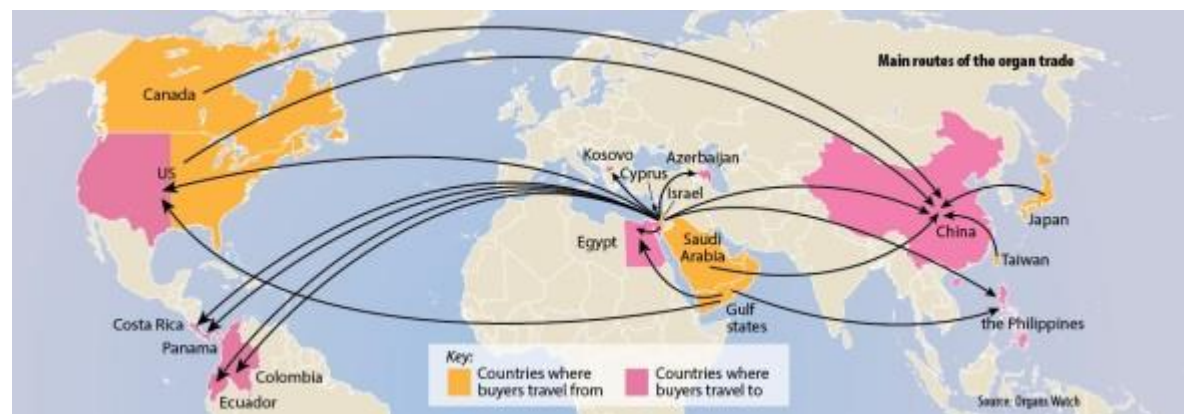 Main routes of the organ trade
Canada
US
Kosovo
Azerbaijan
Cyprus
Israel
Egypt
Saudi
Arabia
China
Japan
Taiwan
Gulf
states
the Philippines
Costa Rica
Panama
Colombia
Ecuador
Key:
Countries where
buyers travel from
Countries where
buyers travel to
Source: Organs Watch